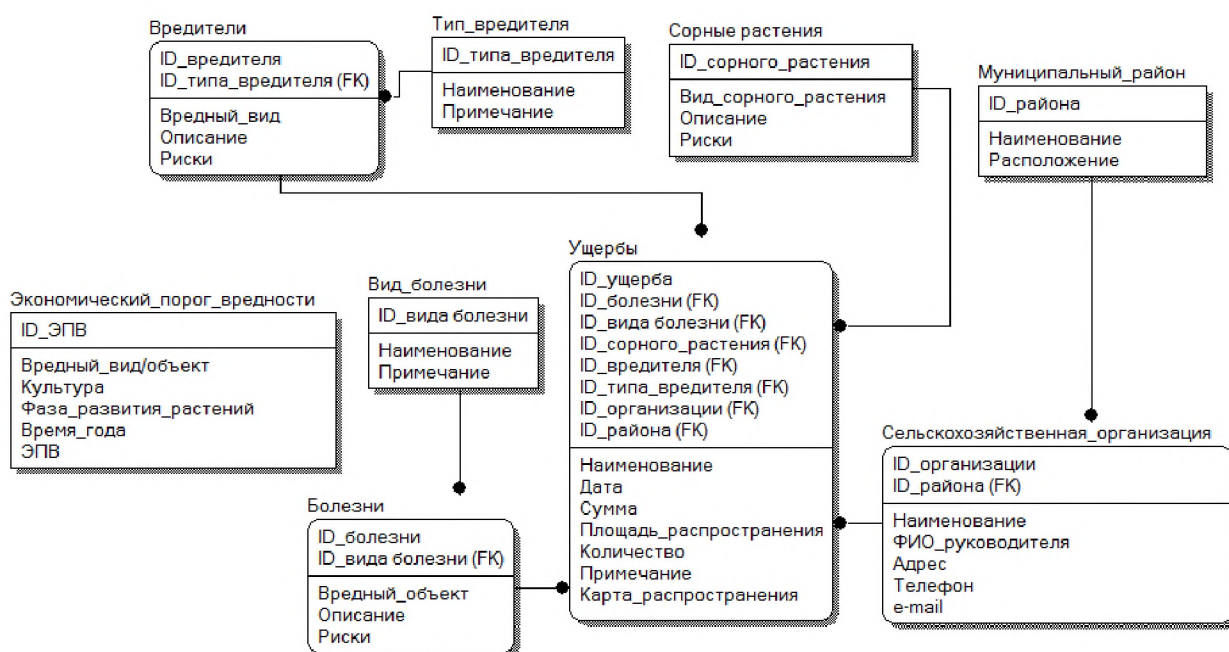 Вредители
ID_вредителя
ID_типа_вредителя (FK)
Вредный_вид
Описание
Риски
Тип_вредителя
ID_типа_вредителя
Наименование
Примечание
Сорные растения
ID_сорного_растения
Вид_сорного_растения
Описание
Риски
Муниципальный_район
ID_района
Наименование
Расположение
Экономический_порог_вредности
ID_ЭПВ
Вредный_вид/объект
Культура
Фаза_развития_растений
Время_года
ЭПВ
Вид_болезни
ID_вида болезни
Наименование
Примечание
Ущербы
ID_ущерба
ID_болезни (FK)
ID_вида болезни (FK)
ID_сорного_растения (FK)
ID_вредителя (FK)
ID_типа_вредителя (FK)
ID_организации (FK)
ID_района (FK)
Наименование
Дата
Сумма
Площадь_распространения
Количество
Примечание
Карта_распространения
Болезни
ID_болезни
ID_вида болезни (FK)
Вредный_объект
Описание
Риски
Сельскохозяйственная_организация
ID_организации
ID_района (FK)
Наименование
ФИО_руководителя
Адрес
Телефон
e-mail